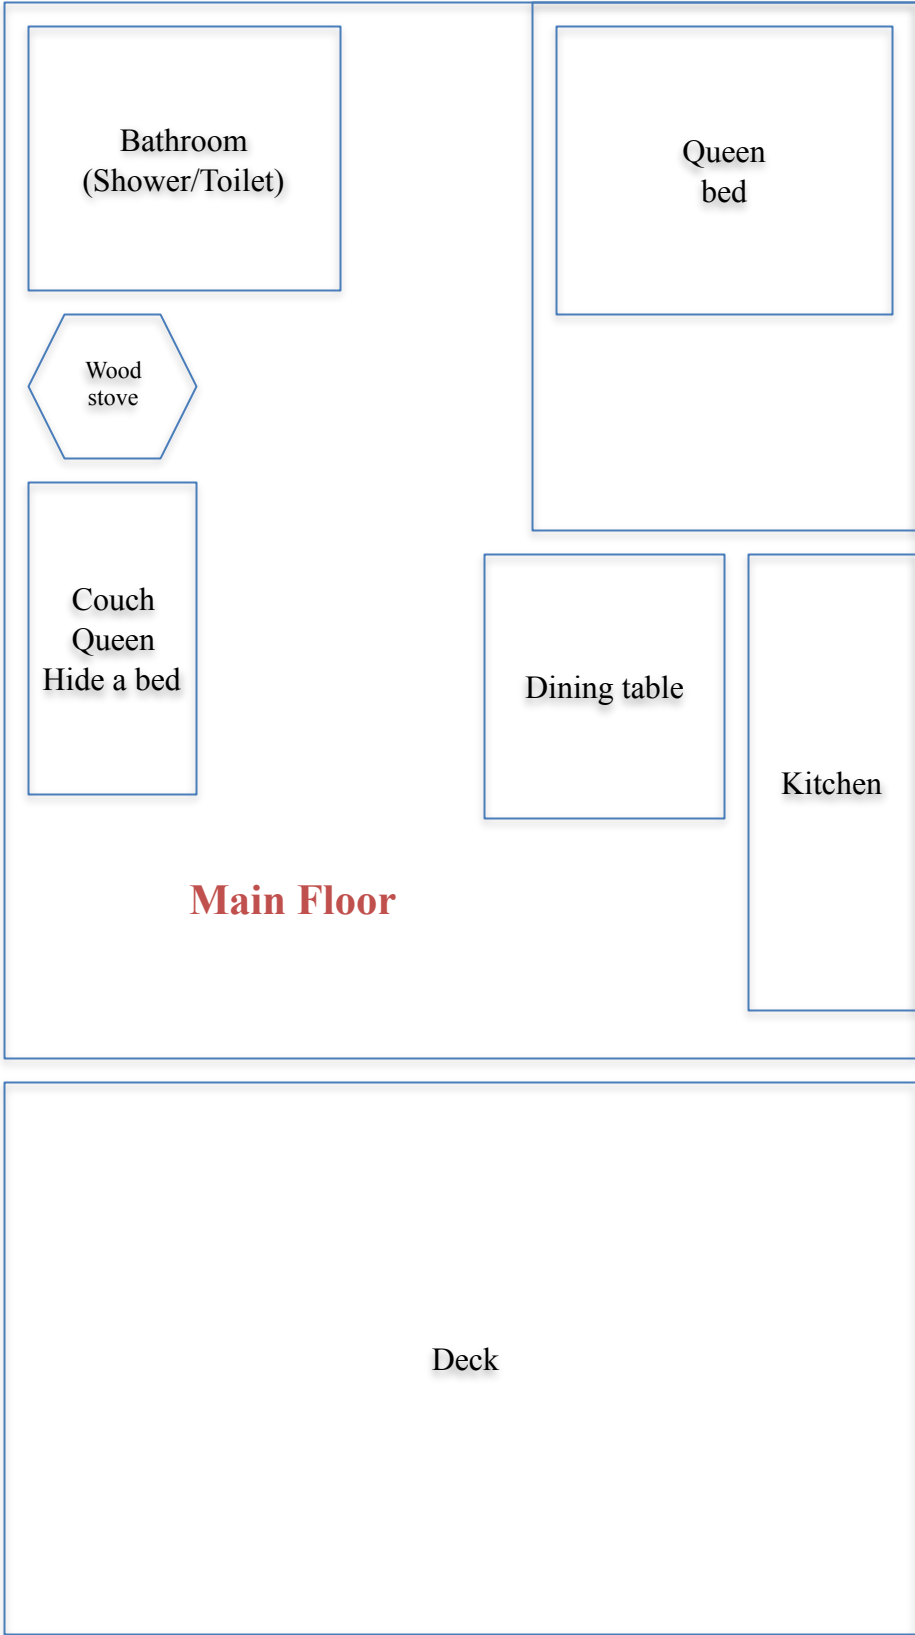 Bathroom
(Shower/Toilet)
Queen
bed
Wood
stove
Couch
Queen
Hide a bed
Dining table
Kitchen
Main Floor
Deck